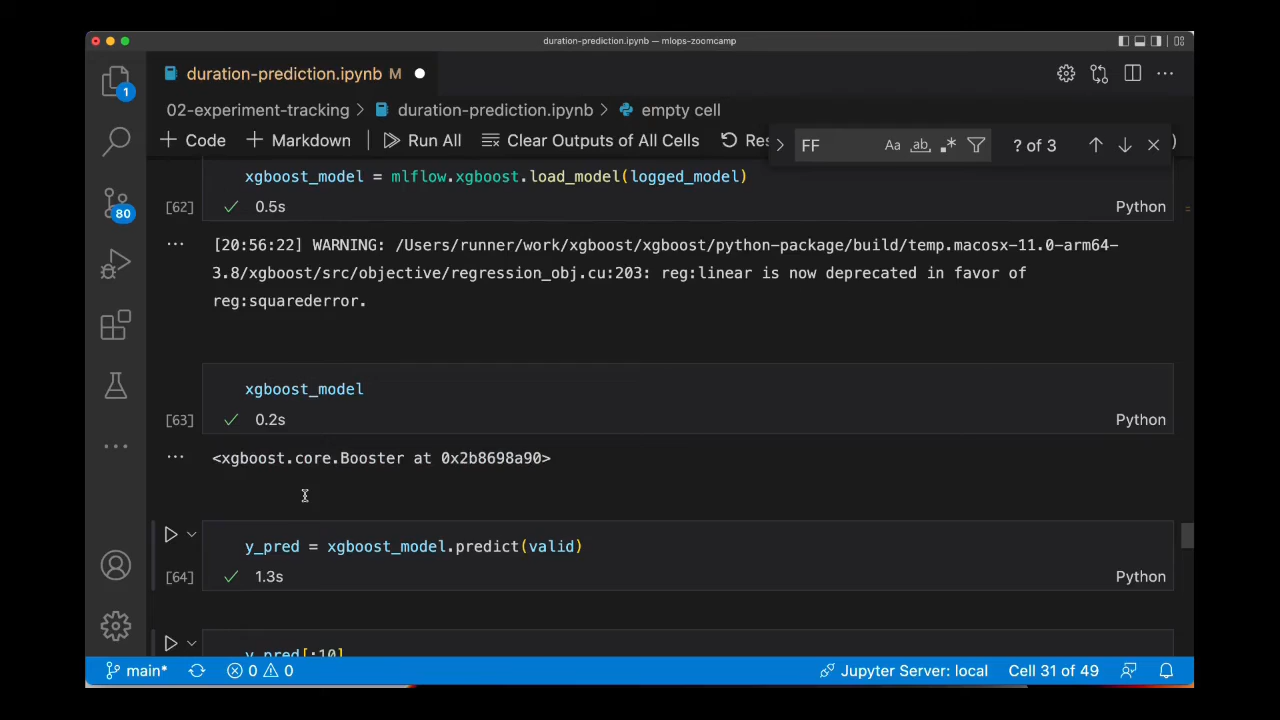 duration-prediction.ipynb — mlops-zoomcamp
duration-prediction.ipynb M
1
02-experiment-tracking > duration-prediction.ipynb > empty cell
+ Code + Markdown Run All Clear Outputs of All Cells Res
FF Aa ab .* ? of 3
xgboost_model = mlflow.xgboost.load_model(logged_model)
[62] ✓ 0.5s Python
80
... [20:56:22] WARNING: /Users/runner/work/xgboost/xgboost/python-package/build/temp.macosx-11.0-arm64-
3.8/xgboost/src/objective/regression_obj.cu:203: reg:linear is now deprecated in favor of
reg:squarederror.
xgboost_model
[63] ✓ 0.2s Python
... <xgboost.core.Booster at 0x2b8698a90>
y_pred = xgboost_model.predict(valid)
[64] ✓ 1.3s Python
y_pred[:10]
main* 0 0 Jupyter Server: local Cell 31 of 49